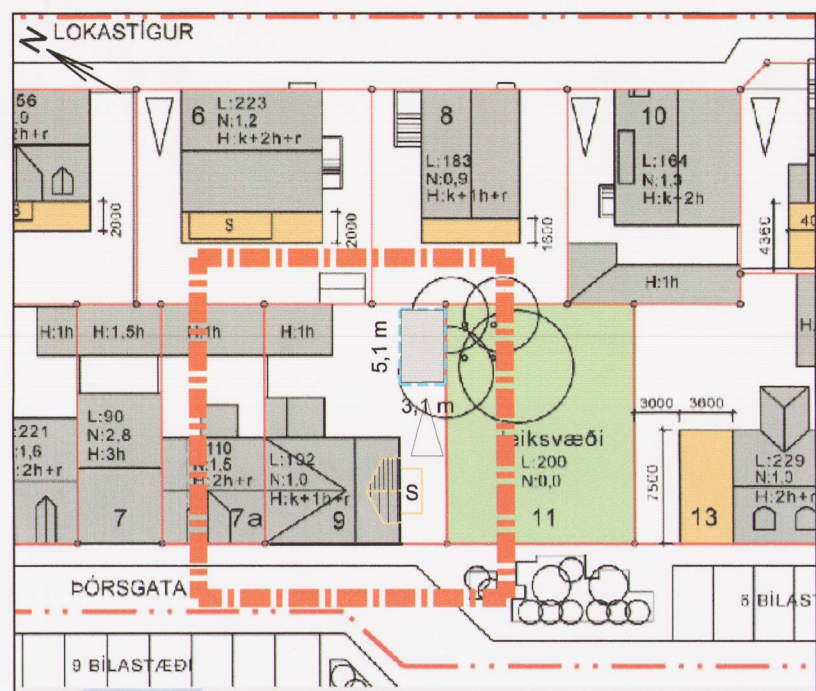 N
LOKASTÍGUR
56
2h+r
S
2000
6
L:223
N:1,2
H:k+2h+r
S
2000
8
L:183
N:0,9
H:k+1h+r
1600
10
L:164
N:1,3
H:k+2h
4360
40
H:1h
H:1h
H:1,5h
H:1h
H:1h
5,1 m
3,1 m
:221
:1,6
:2h+r
L:90
N:2,8
H:3h
7
110
N:1,5
H:2h+r
7a
L:192
N:1,0
H:k+1h+r
9
S
leiksvæði
L:200
N:0,0
11
3000
3600
7500
13
L:229
N:1,0
H:2h+r
ÞÓRSGATA
9 BÍLASTÆÐI
6 BÍLAST